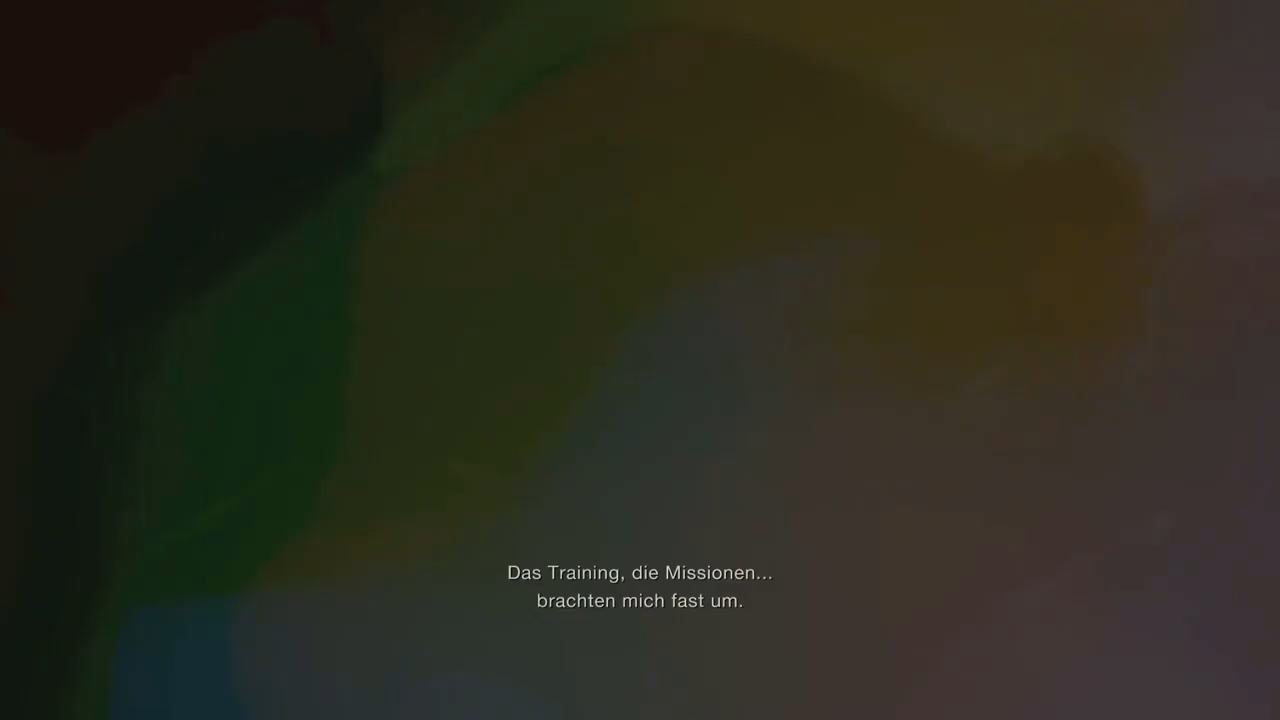 Das Training, die Missionen...
brachten mich fast um.